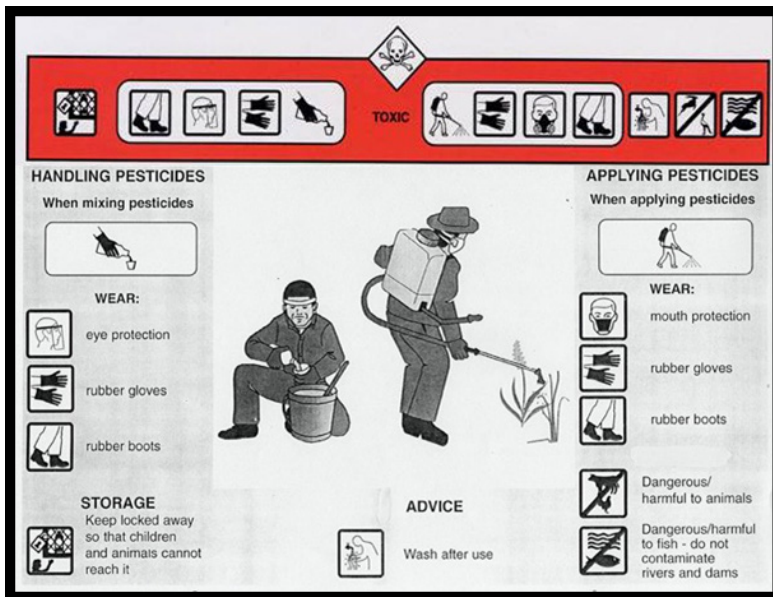 TOXIC
HANDLING PESTICIDES
When mixing pesticides
WEAR:
eye protection
rubber gloves
rubber boots
STORAGE
Keep locked away
so that children
and animals cannot
reach it
ADVICE
Wash after use
APPLYING PESTICIDES
When applying pesticides
WEAR:
mouth protection
rubber gloves
rubber boots
Dangerous/
harmful to animals
Dangerous/harmful
to fish - do not
contaminate
rivers and dams